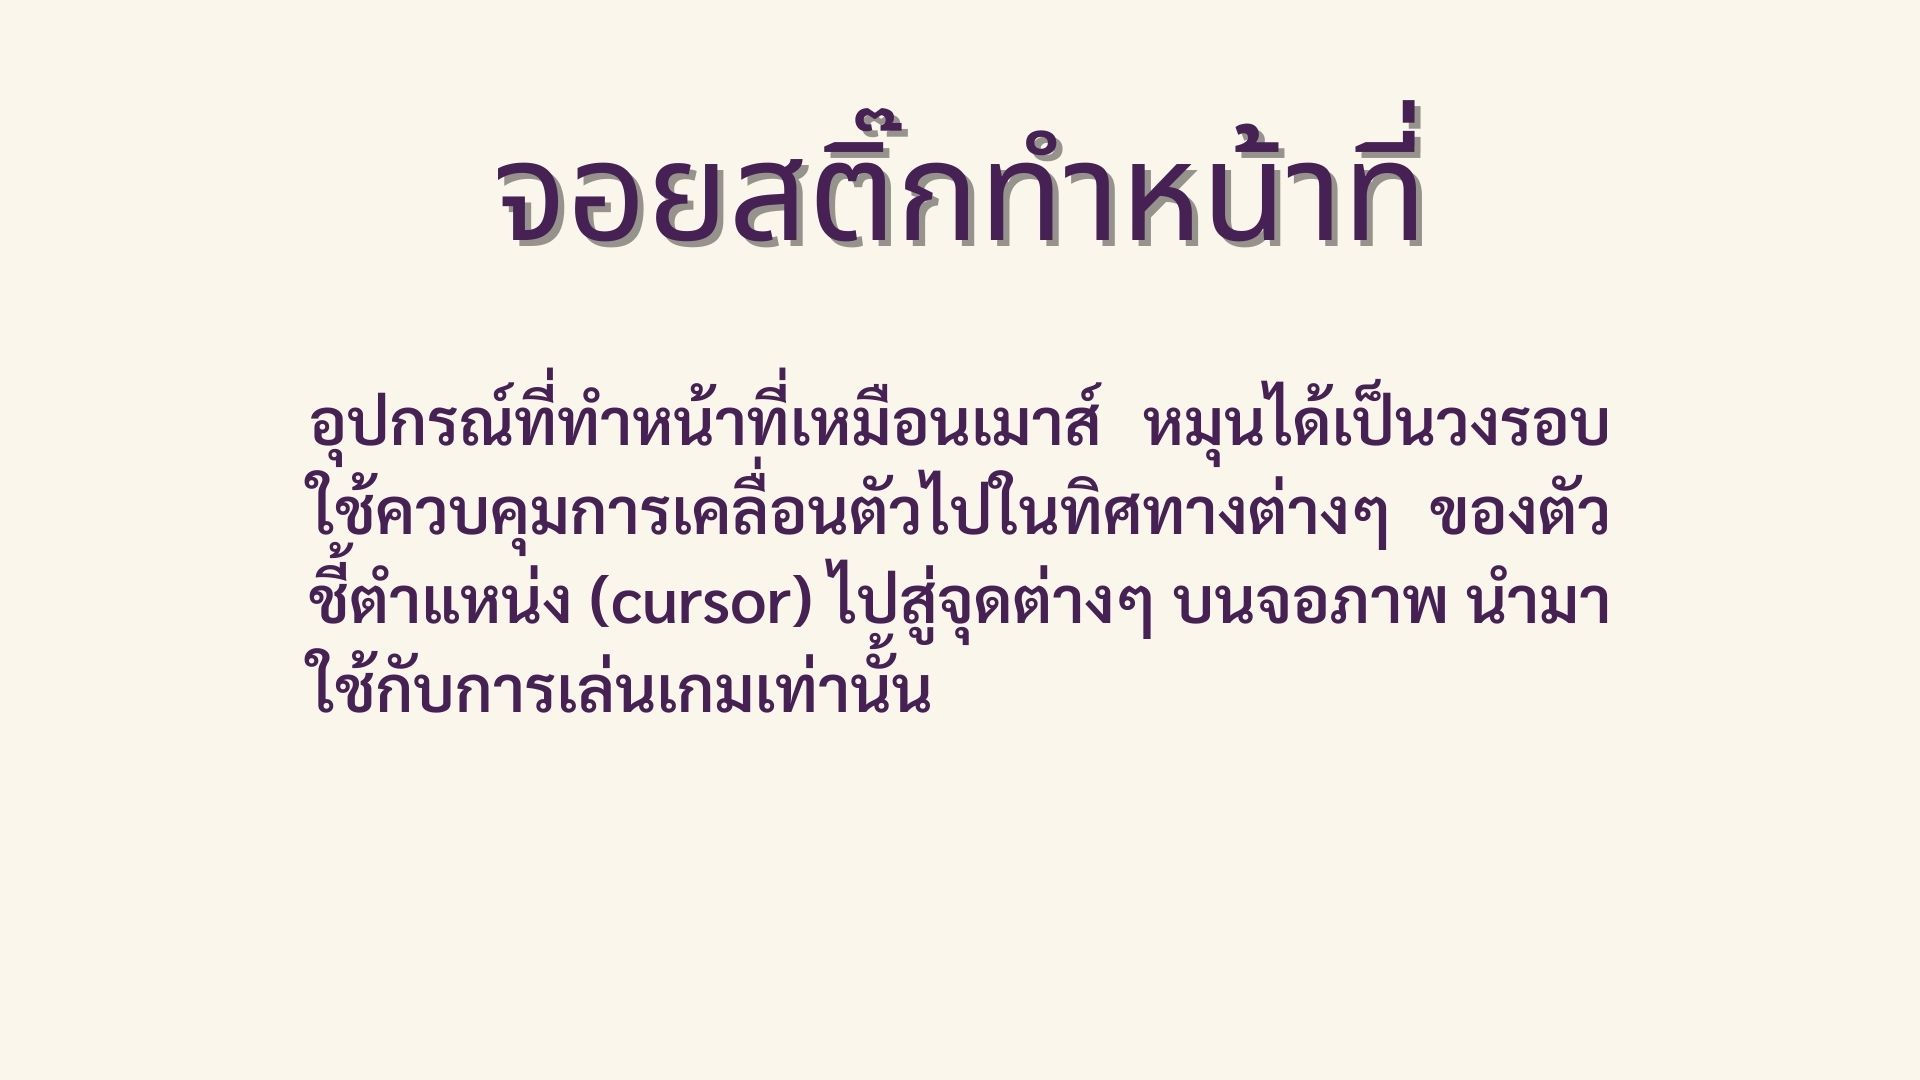 จอยสติ๊กทำหน้าที่
อุปกรณ์ที่ทำหน้าที่เหมือนเมาส์ หมุนได้เป็นวงรอบ
ใช้ควบคุมการเคลื่อนตัวไปในทิศทางต่างๆ ของตัว
ชี้ตำแหน่ง (cursor) ไปสู่จุดต่างๆ บนจอภาพ นำมา
ใช้กับการเล่นเกมเท่านั้น